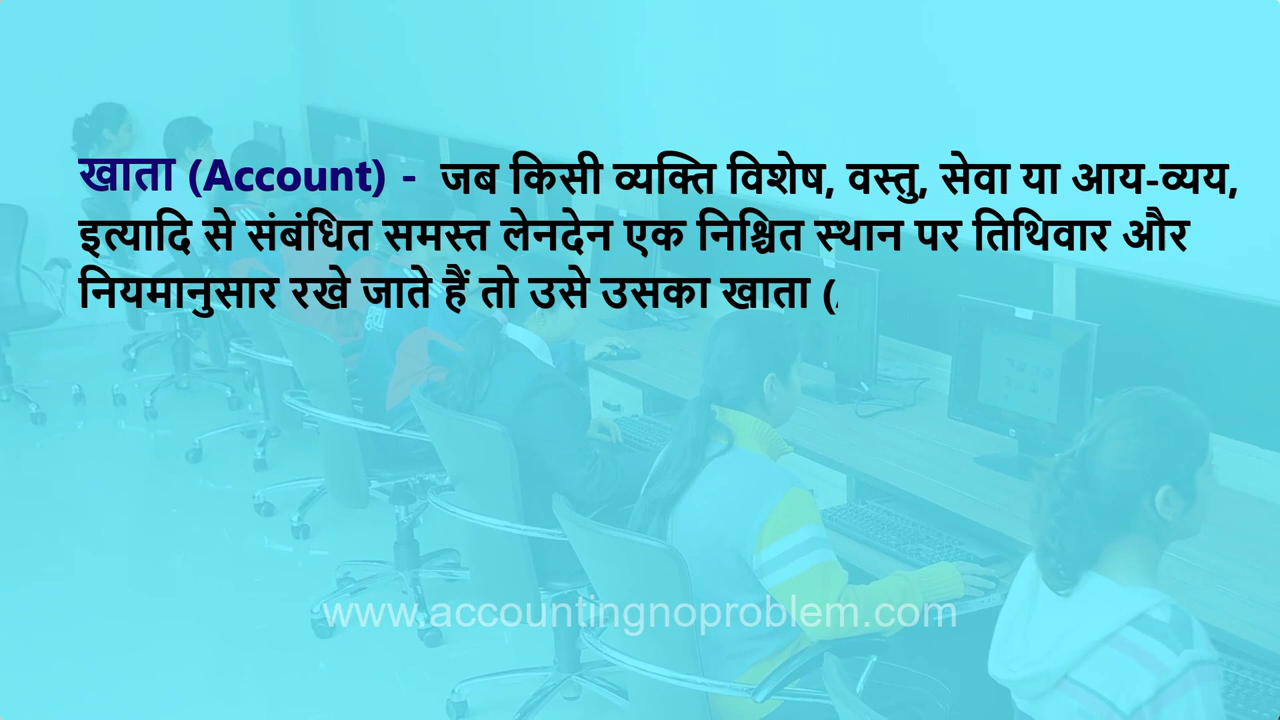 खाता (Account) - जब किसी व्यक्ति विशेष, वस्तु, सेवा या आय-व्यय,
इत्यादि से संबंधित समस्त लेनदेन एक निश्चित स्थान पर तिथिवार और
नियमानुसार रखे जाते हैं तो उसे उसका खाता (
www.accountingnoproblem.com